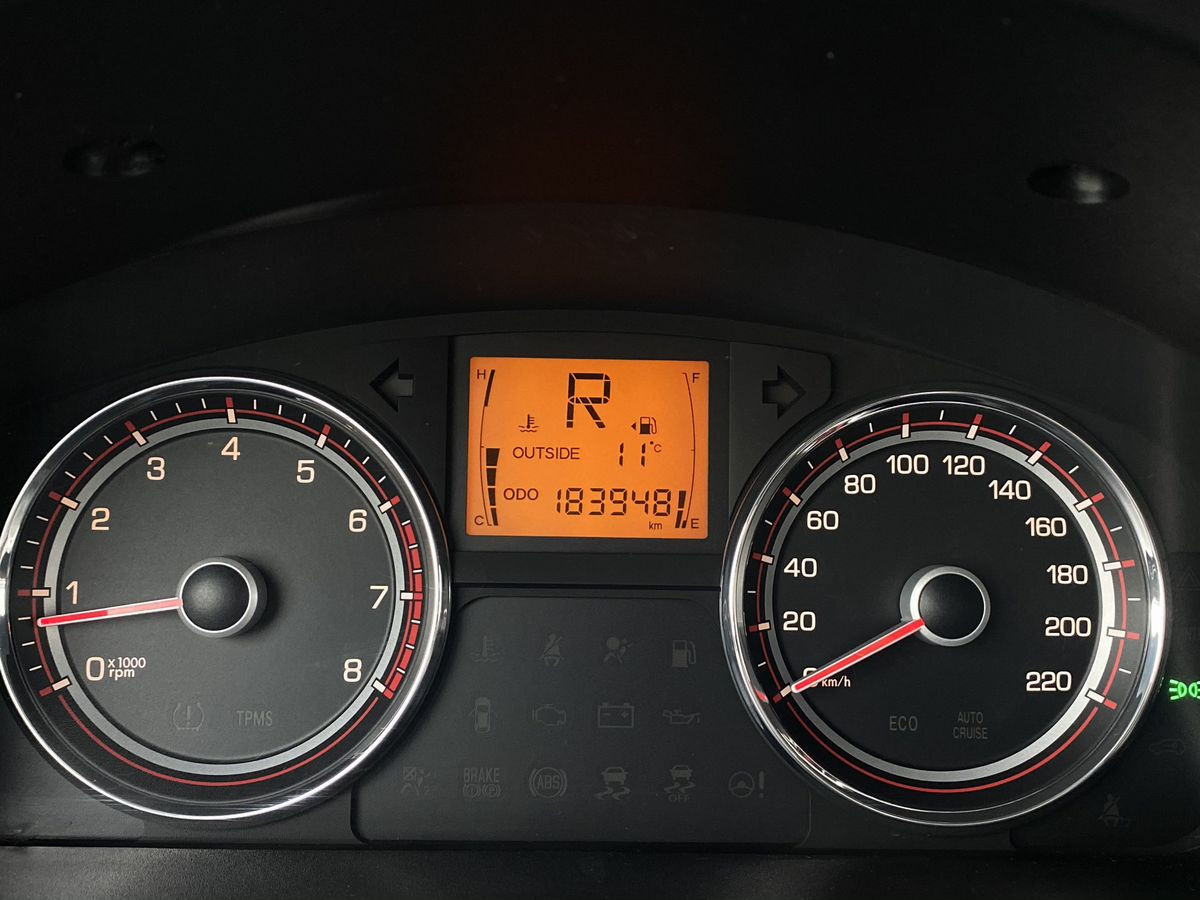 H
R
F
OUTSIDE 11°C
ODO 183948
km
C
E
0
1
2
3
4
5
6
7
8
x1000
rpm
TPMS
0
20
40
60
80
100
120
140
160
180
200
220
km/h
ECO
AUTO
CRUISE
BRAKE
ABS
OFF